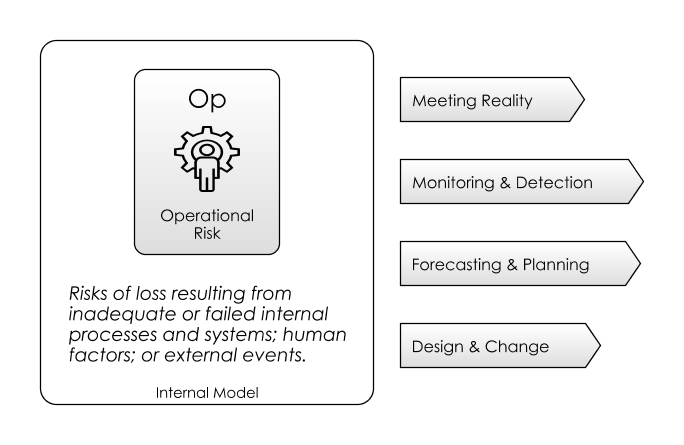 Op
Operational
Risk
Risks of loss resulting from
inadequate or failed internal
processes and systems; human
factors; or external events.
Internal Model
Meeting Reality
Monitoring & Detection
Forecasting & Planning
Design & Change